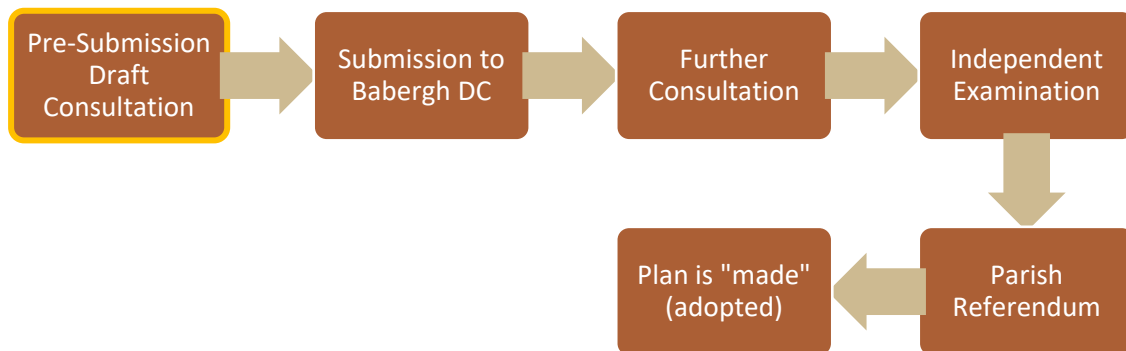 Pre-Submission
Draft
Consultation
Submission to
Babergh DC
Further
Consultation
Independent
Examination
Parish
Referendum
Plan is "made"
(adopted)